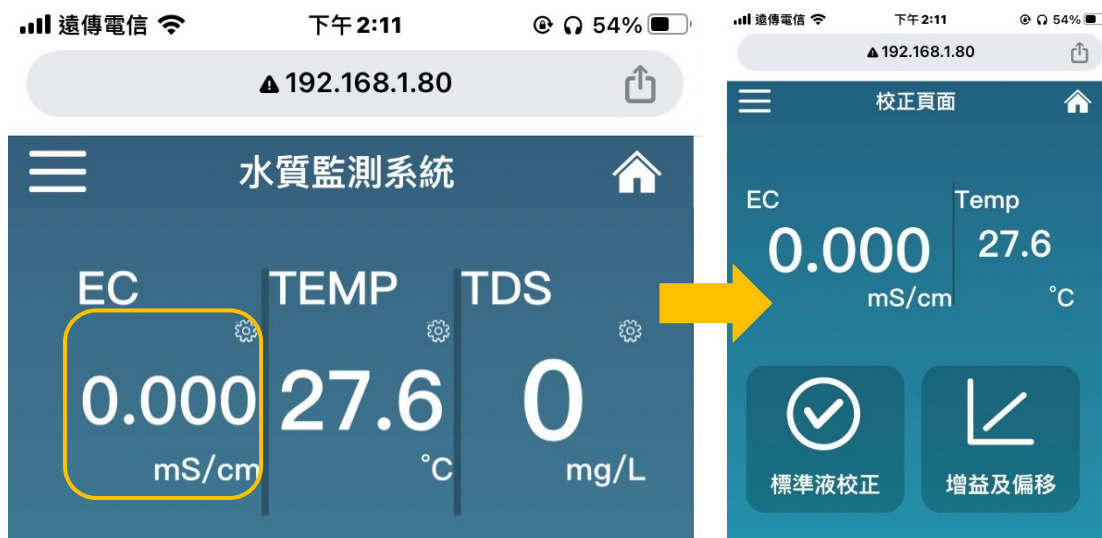 遠傳電信 下午 2:11 54%
192.168.1.80
水質監測系統
EC TEMP TDS
0.000 27.6 0
mS/cm °C mg/L
遠傳電信 下午 2:11 54%
192.168.1.80
校正頁面
EC Temp
0.000 27.6
mS/cm °C
標準液校正 增益及偏移